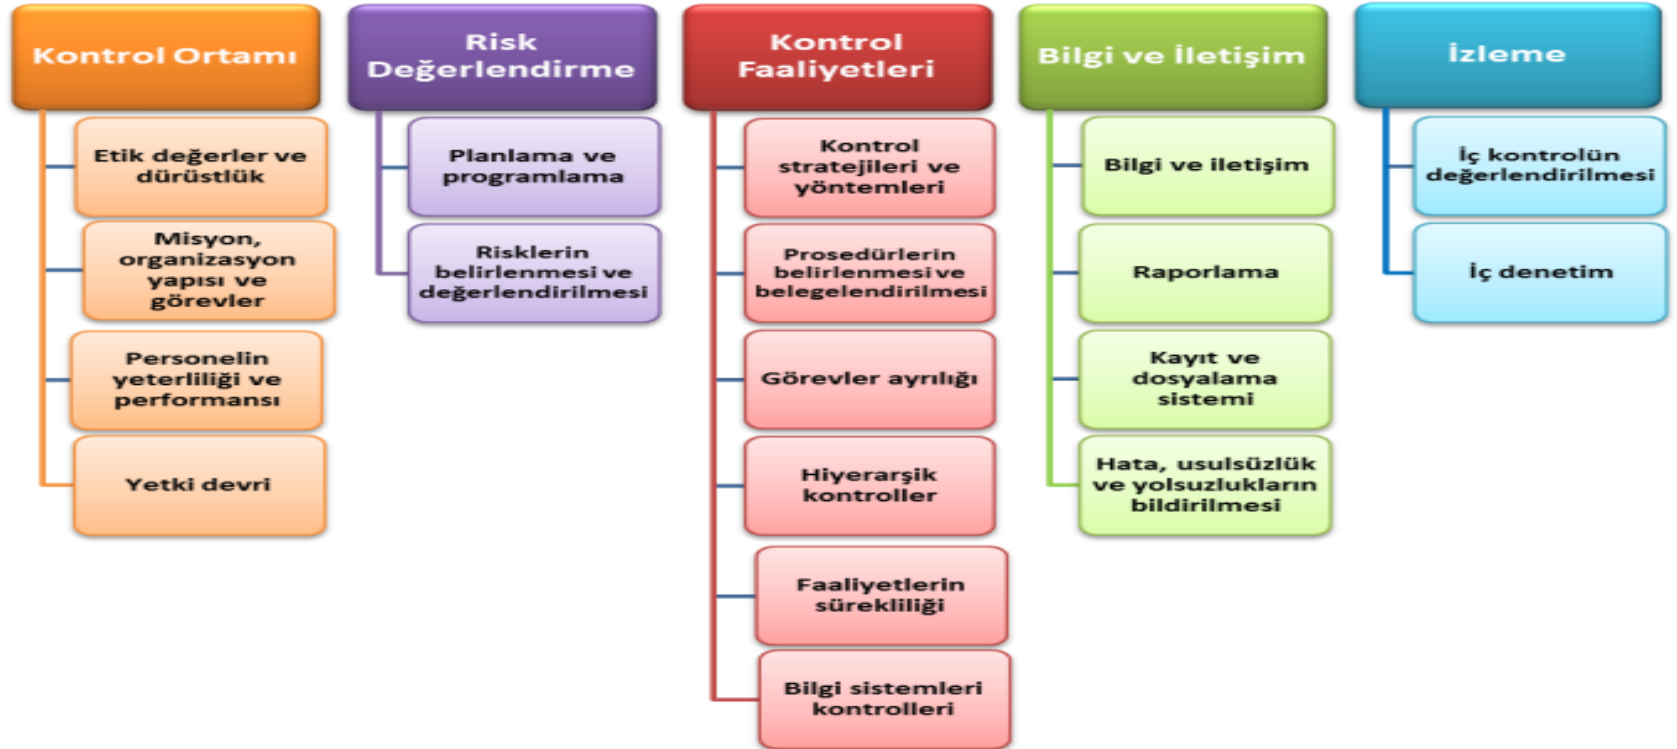 Kontrol Ortamı
Etik değerler ve
dürüstlük
Misyon,
organizasyon
yapısı ve
görevler
Personelin
yeterliliği ve
performansı
Yetki devri
Risk
Değerlendirme
Planlama ve
programlama
Risklerin
belirlenmesi ve
değerlendirilmesi
Kontrol
Faaliyetleri
Kontrol
stratejileri ve
yöntemleri
Prosedürlerin
belirlenmesi ve
belegelendirilmesi
Görevler ayrılığı
Hiyerarşik
kontroller
Faaliyetlerin
sürekliliği
Bilgi sistemleri
kontrolleri
Bilgi ve İletişim
Bilgi ve iletişim
Raporlama
Kayıt ve
dosyalama
sistemi
Hata, usulsüzlük
ve yolsuzlukların
bildirilmesi
İzleme
İç kontrolün
değerlendirilmesi
İç denetim